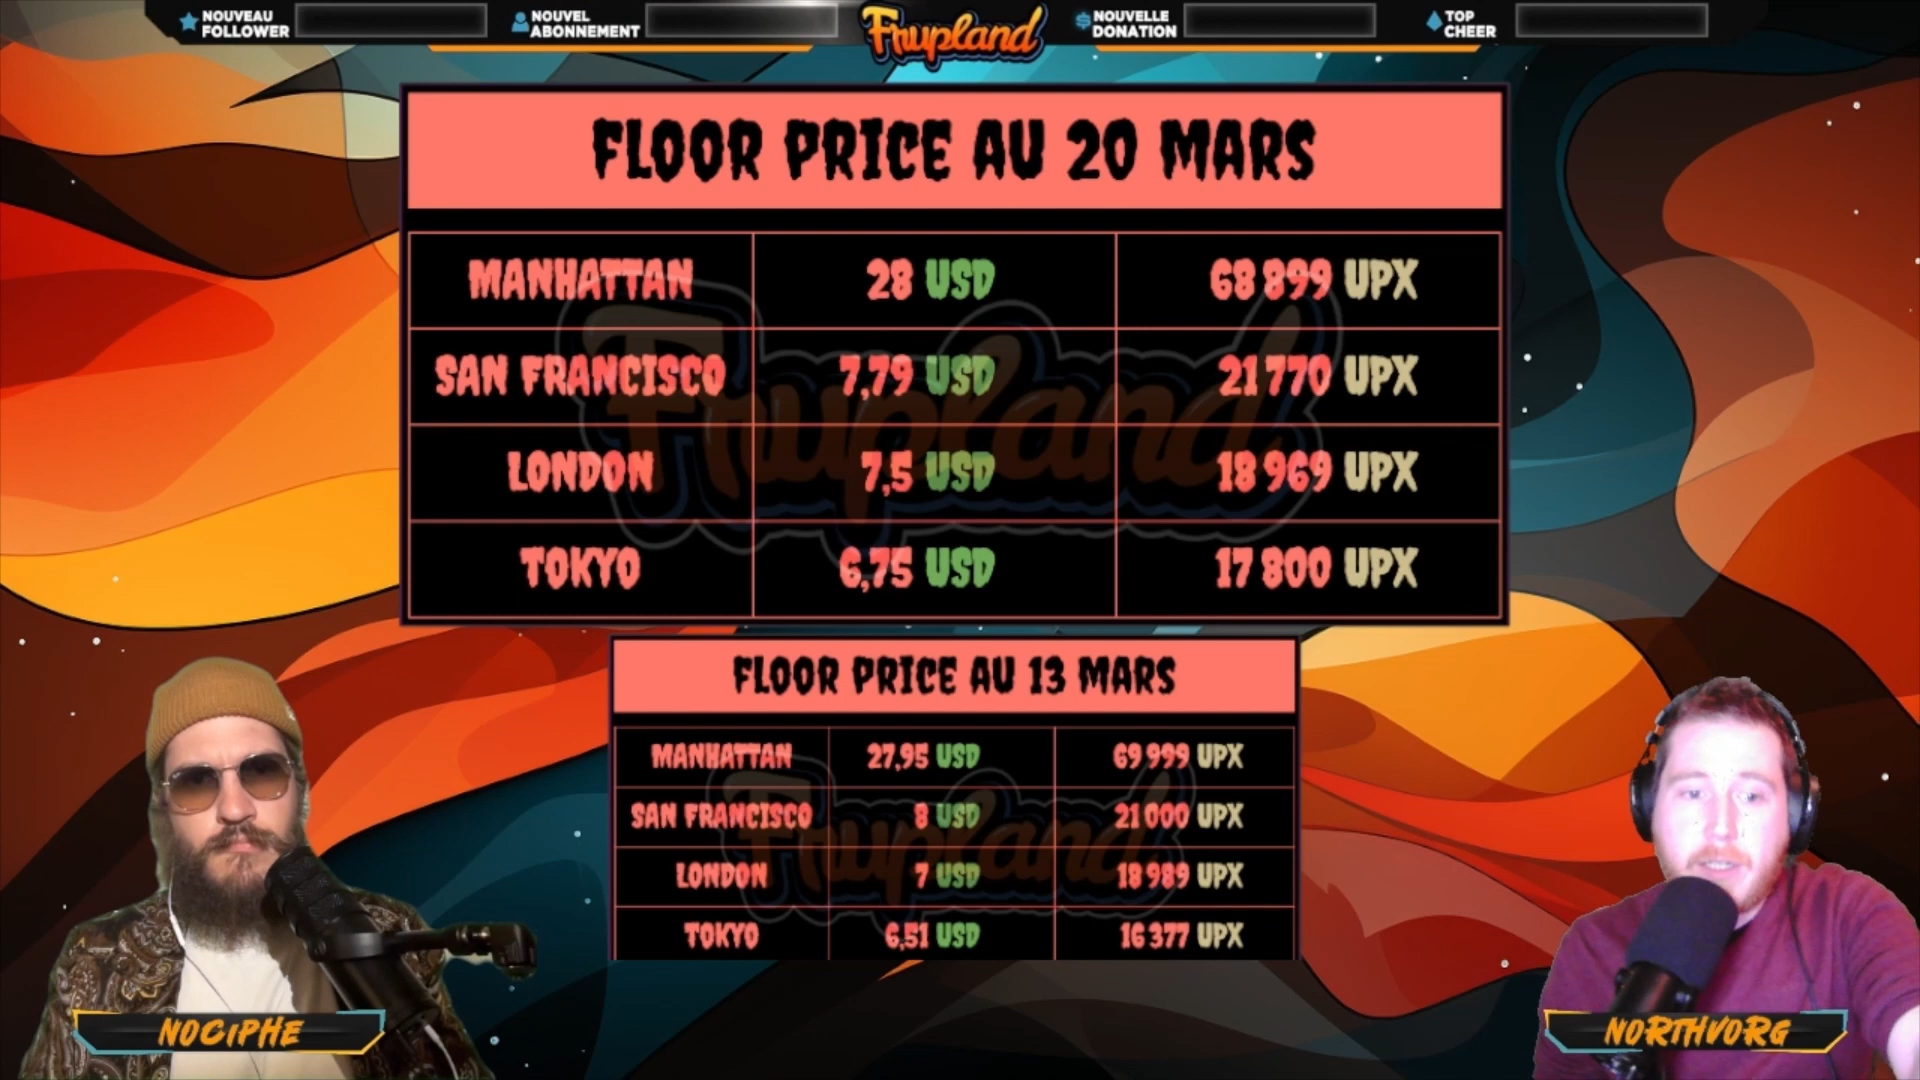 NOUVEAU FOLLOWER
NOUVEL ABONNEMENT
Frupland
NOUVELLE DONATION
TOP CHEER
FLOOR PRICE AU 20 MARS
MANHATTAN 28 USD 68 899 UPX
SAN FRANCISCO 7,79 USD 21 770 UPX
LONDON 7,5 USD 18 969 UPX
TOKYO 6,75 USD 17 800 UPX
Frupland
FLOOR PRICE AU 13 MARS
MANHATTAN 27,95 USD 69 999 UPX
SAN FRANCISCO 8 USD 21 000 UPX
LONDON 7 USD 18 989 UPX
TOKYO 6,51 USD 16 377 UPX
Frupland
NOCIPHE
NORTHVORG